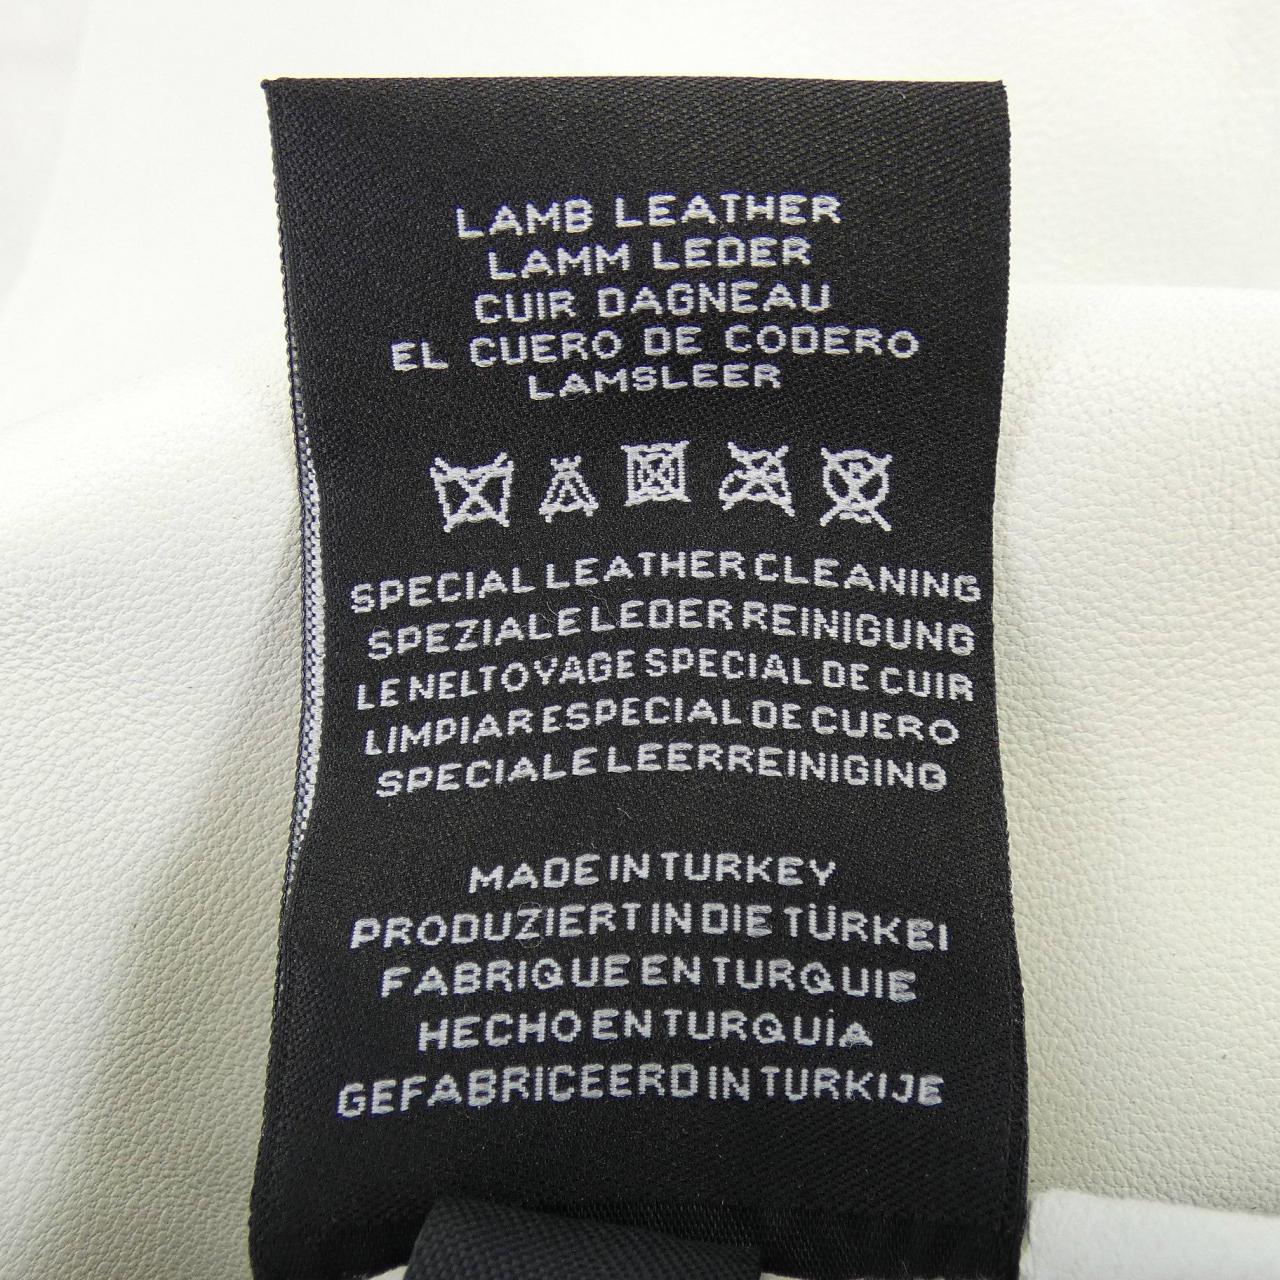 LAMB LEATHER
LAMM LEDER
CUIR DAGNEAU
EL CUERO DE CODERO
LAMSLEER
SPECIAL LEATHER CLEANING
SPEZIALE LEDER REINIGUNG
LE NELTOYAGE SPECIAL DE CUIR
LIMPIAR ESPECIAL DE CUERO
SPECIALE LEERREINIGING
MADE IN TURKEY
PRODUZIERT IN DIE TÜRKEI
FABRIQUE EN TURQUIE
HECHO EN TURQUíA
GEFABRICEERD IN TURKIJE